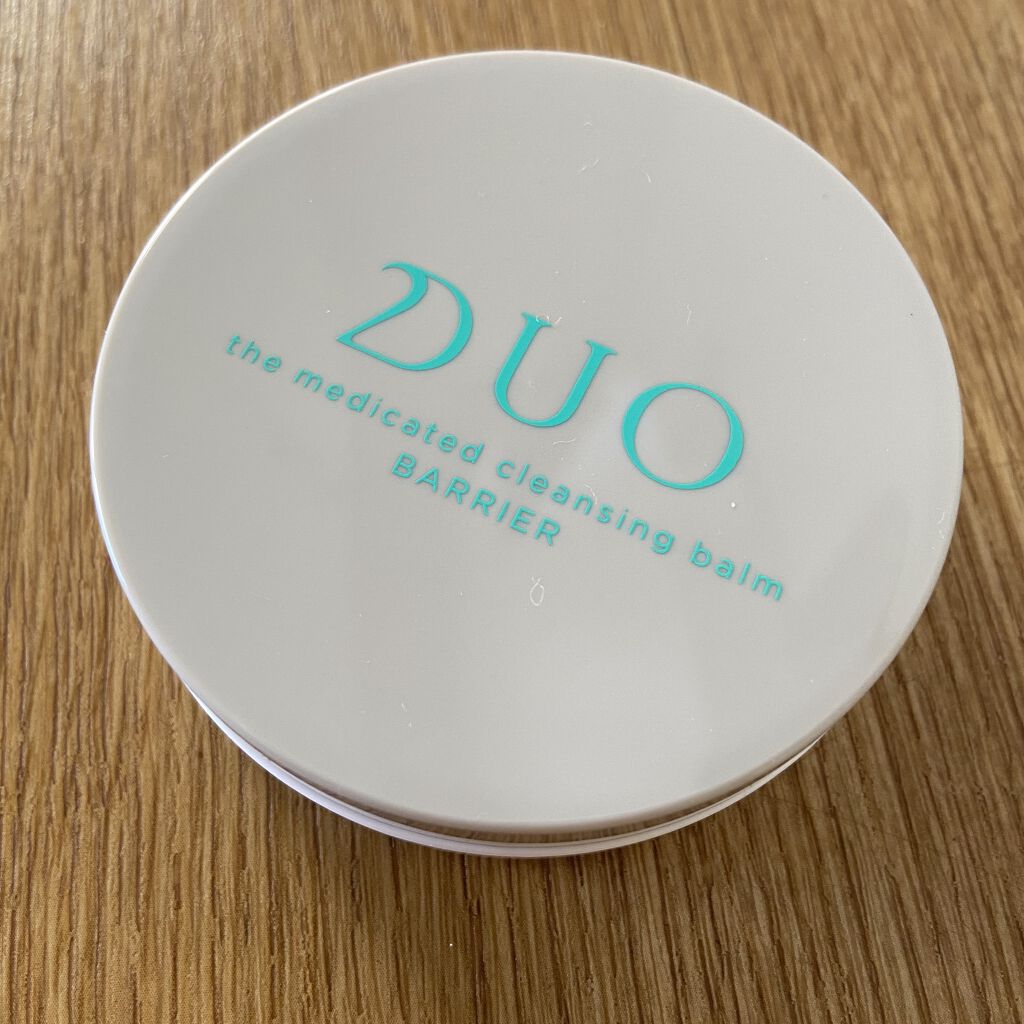 DUO
the medicated cleansing balm
BARRIER